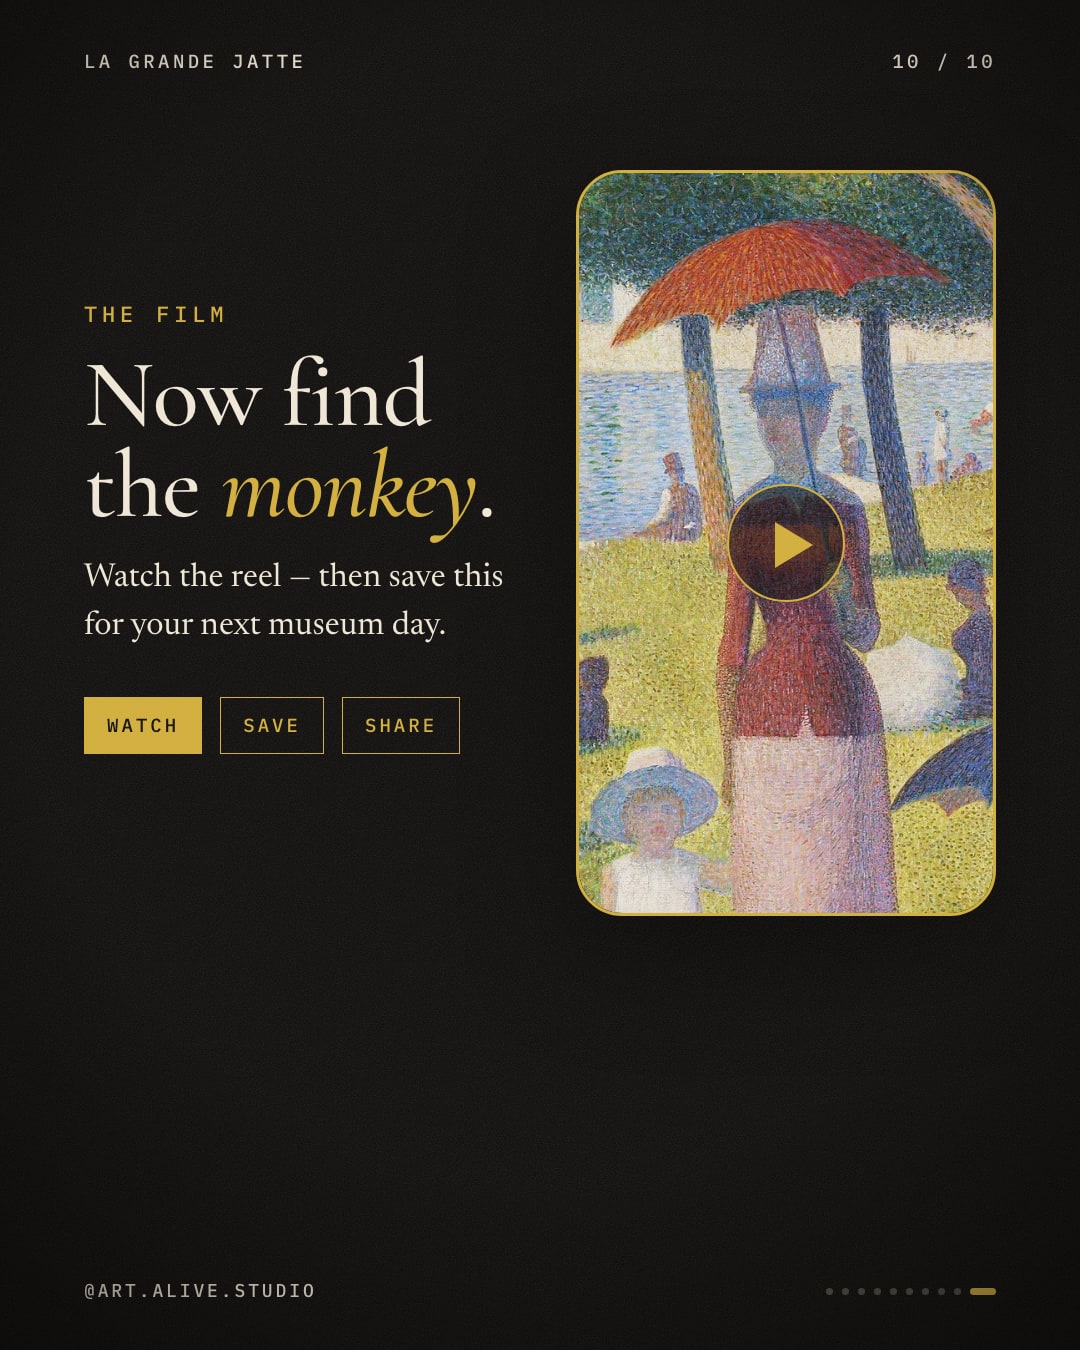 LA GRANDE JATTE
10 / 10
THE FILM
Now find
the monkey.
Watch the reel – then save this
for your next museum day.
WATCH
SAVE
SHARE
@ART.ALIVE.STUDIO